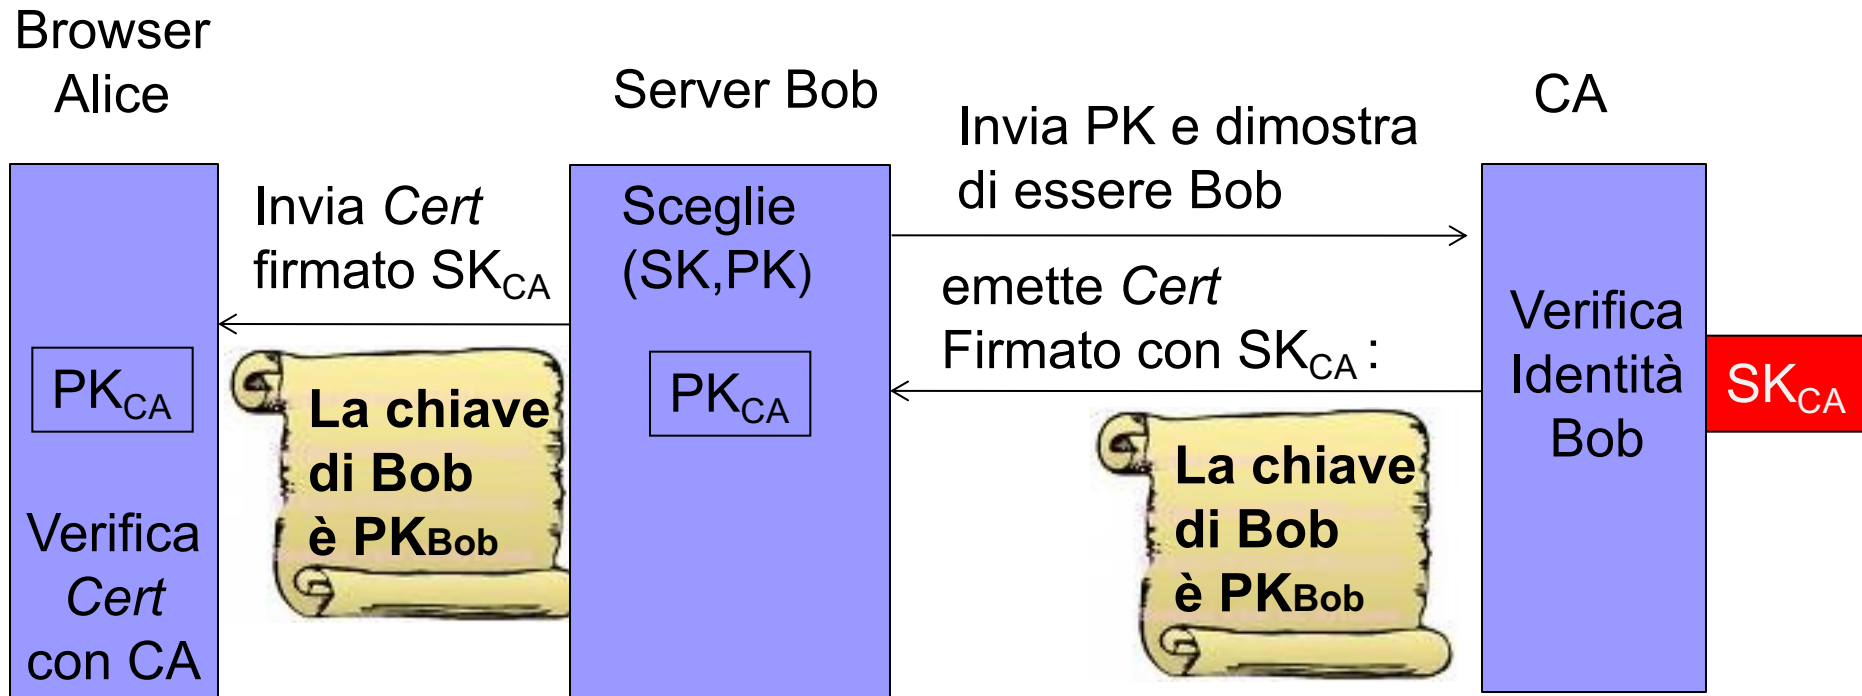 Browser
Alice
Server Bob
CA
Invia PK e dimostra
di essere Bob
Invia Cert
firmato SKCA
Sceglie
(SK,PK)
emette Cert
Firmato con SKCA :
Verifica
Identità
Bob
SKCA
PKCA
PKCA
La chiave
di Bob
è PKBob
La chiave
di Bob
è PKBob
Verifica
Cert
con CA